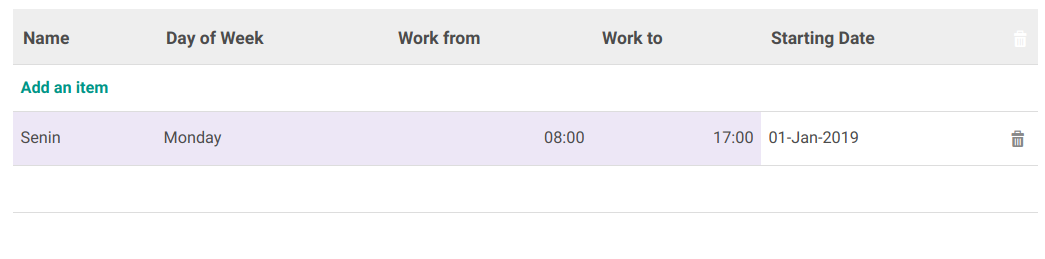 Name Day of Week Work from Work to Starting Date
Add an item
Senin Monday 08:00 17:00 01-Jan-2019